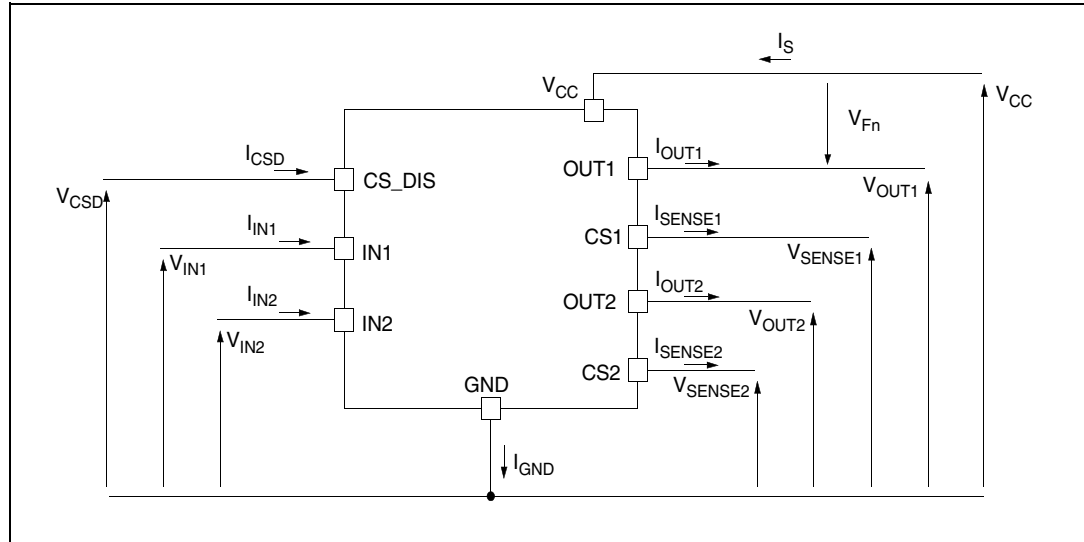 I_S
V_CC
V_CC
V_Fn
I_CSD
I_OUT1
OUT1
CS_DIS
V_CSD
V_OUT1
I_IN1
I_SENSE1
CS1
IN1
V_IN1
V_SENSE1
I_IN2
I_OUT2
OUT2
IN2
V_OUT2
V_IN2
I_SENSE2
CS2
GND
V_SENSE2
I_GND